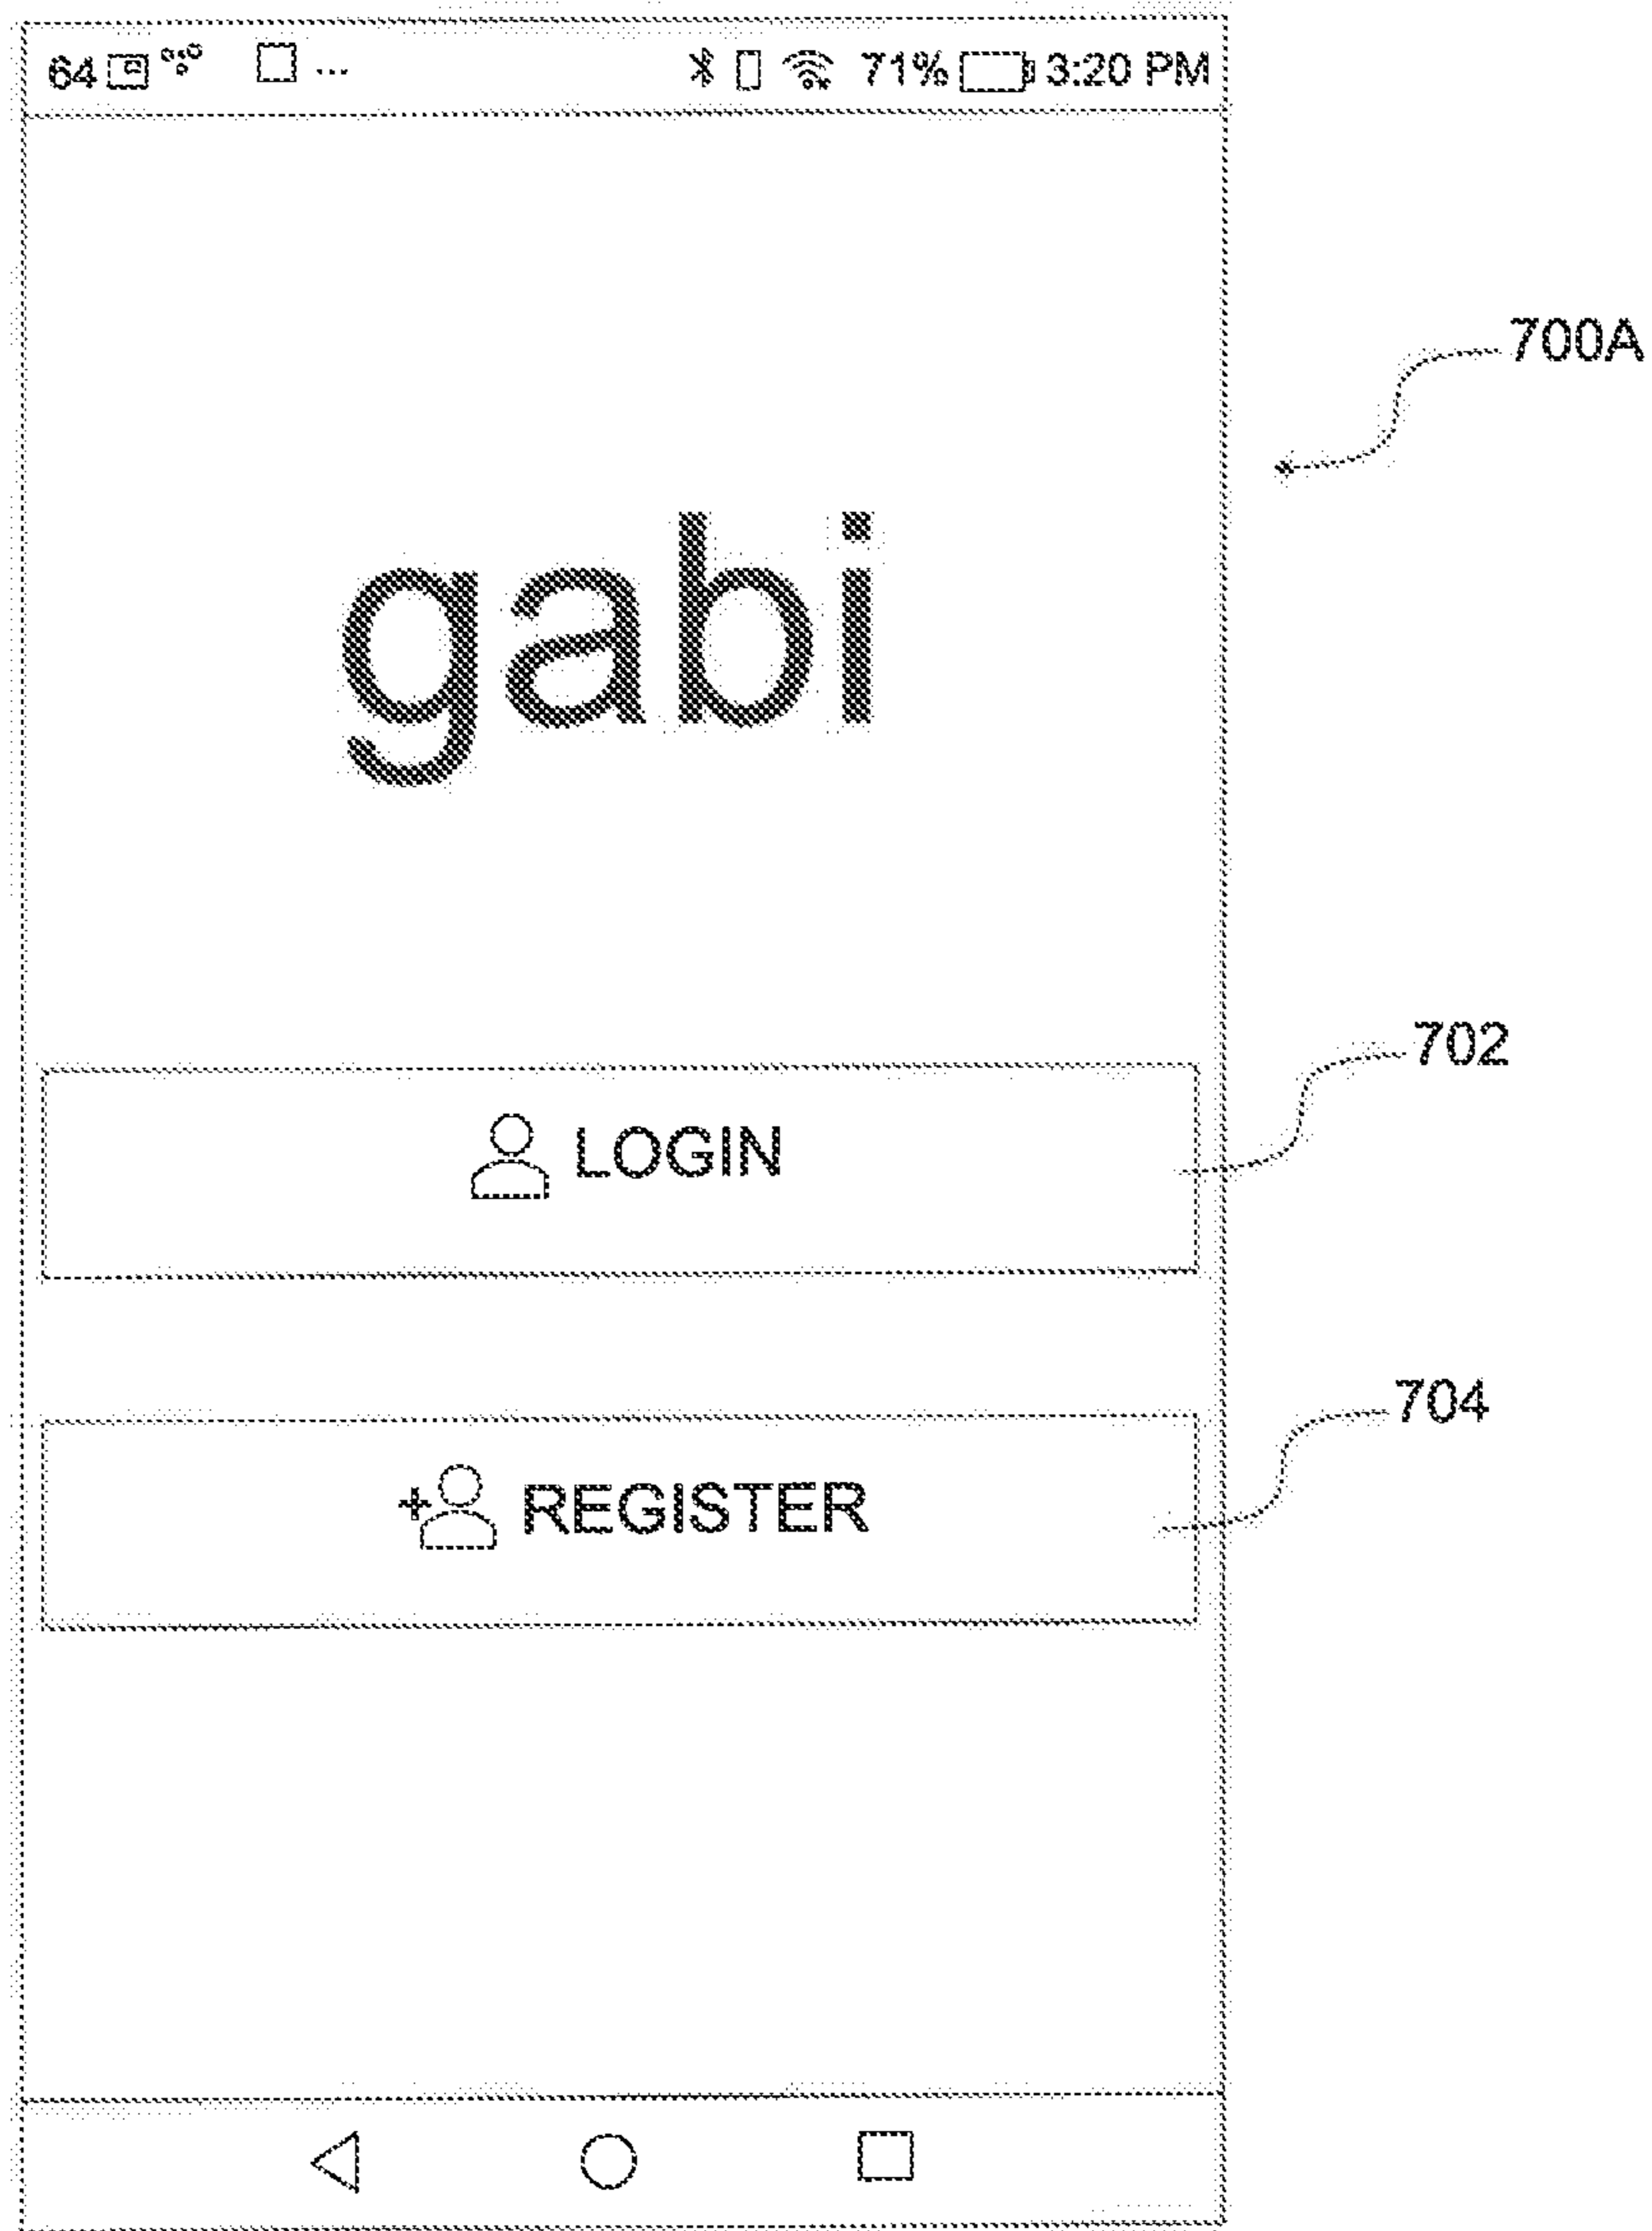 64 ... 71% 3:20 PM
700A
gabi
702
LOGIN
704
REGISTER